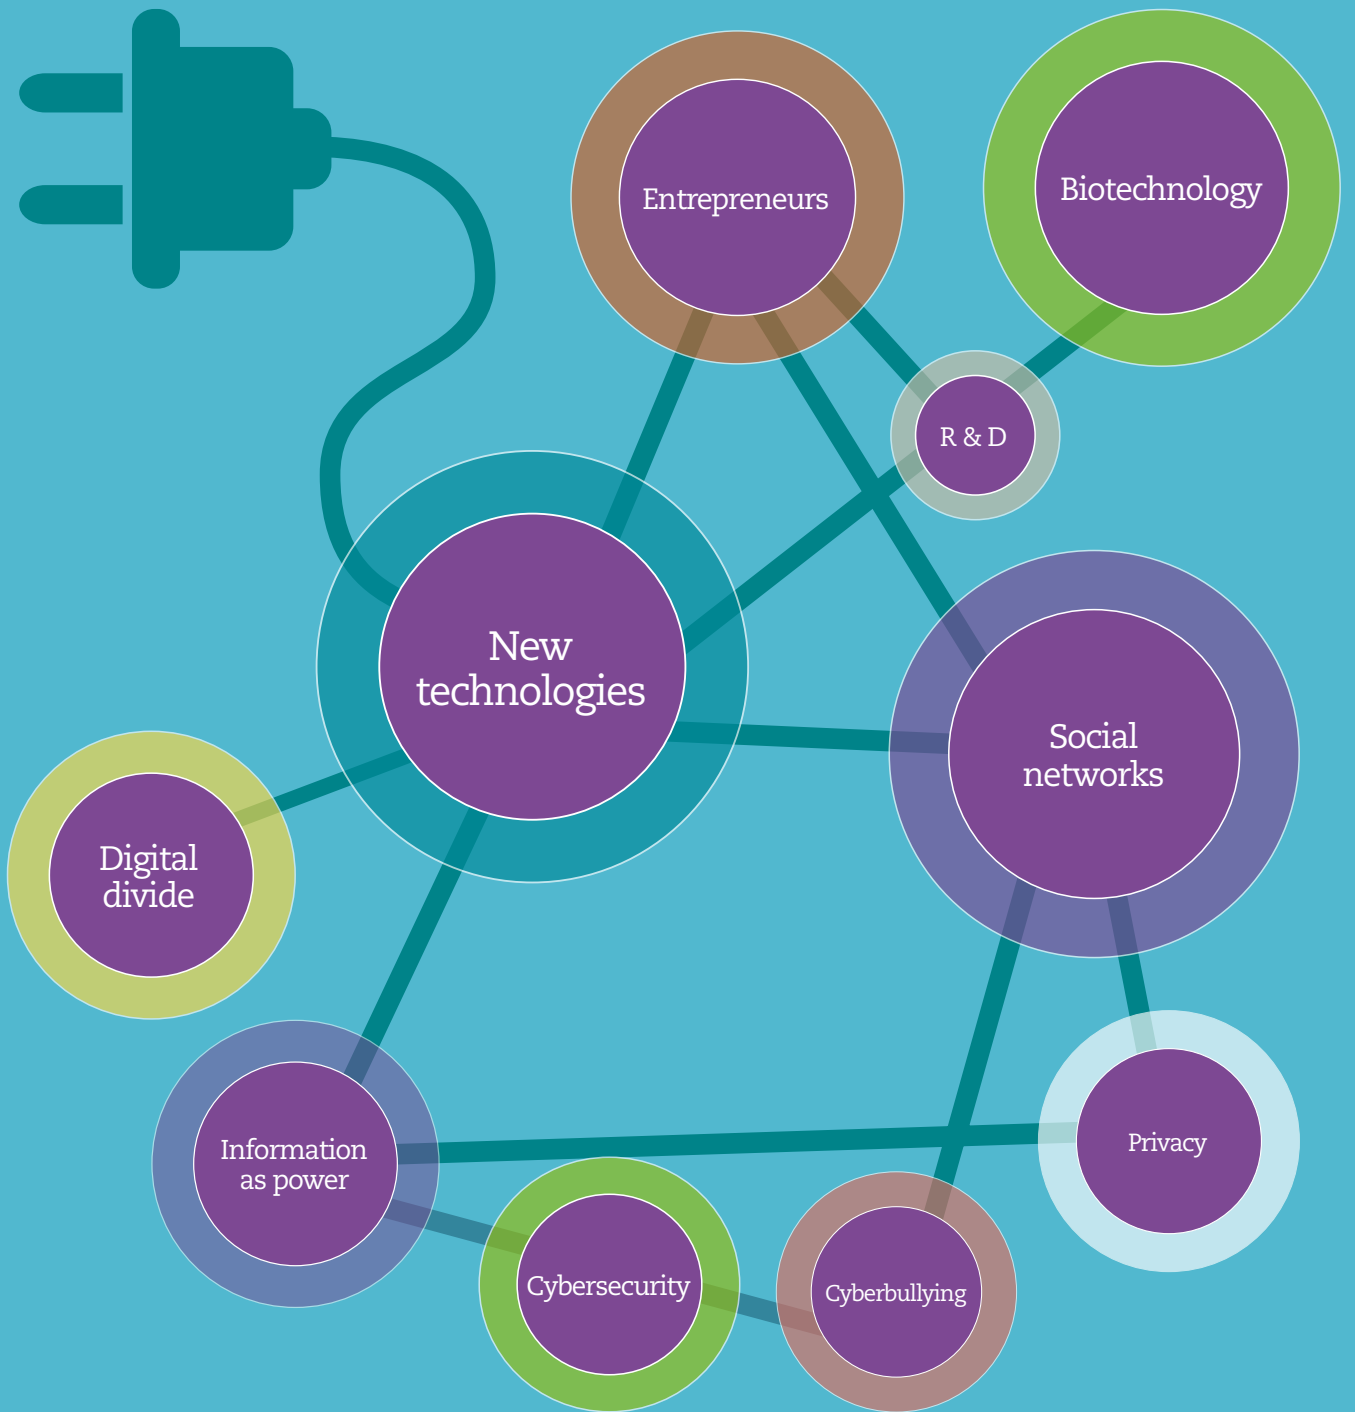 Entrepreneurs
Biotechnology
R & D
New
technologies
Social
networks
Digital
divide
Information
as power
Privacy
Cybersecurity
Cyberbullying